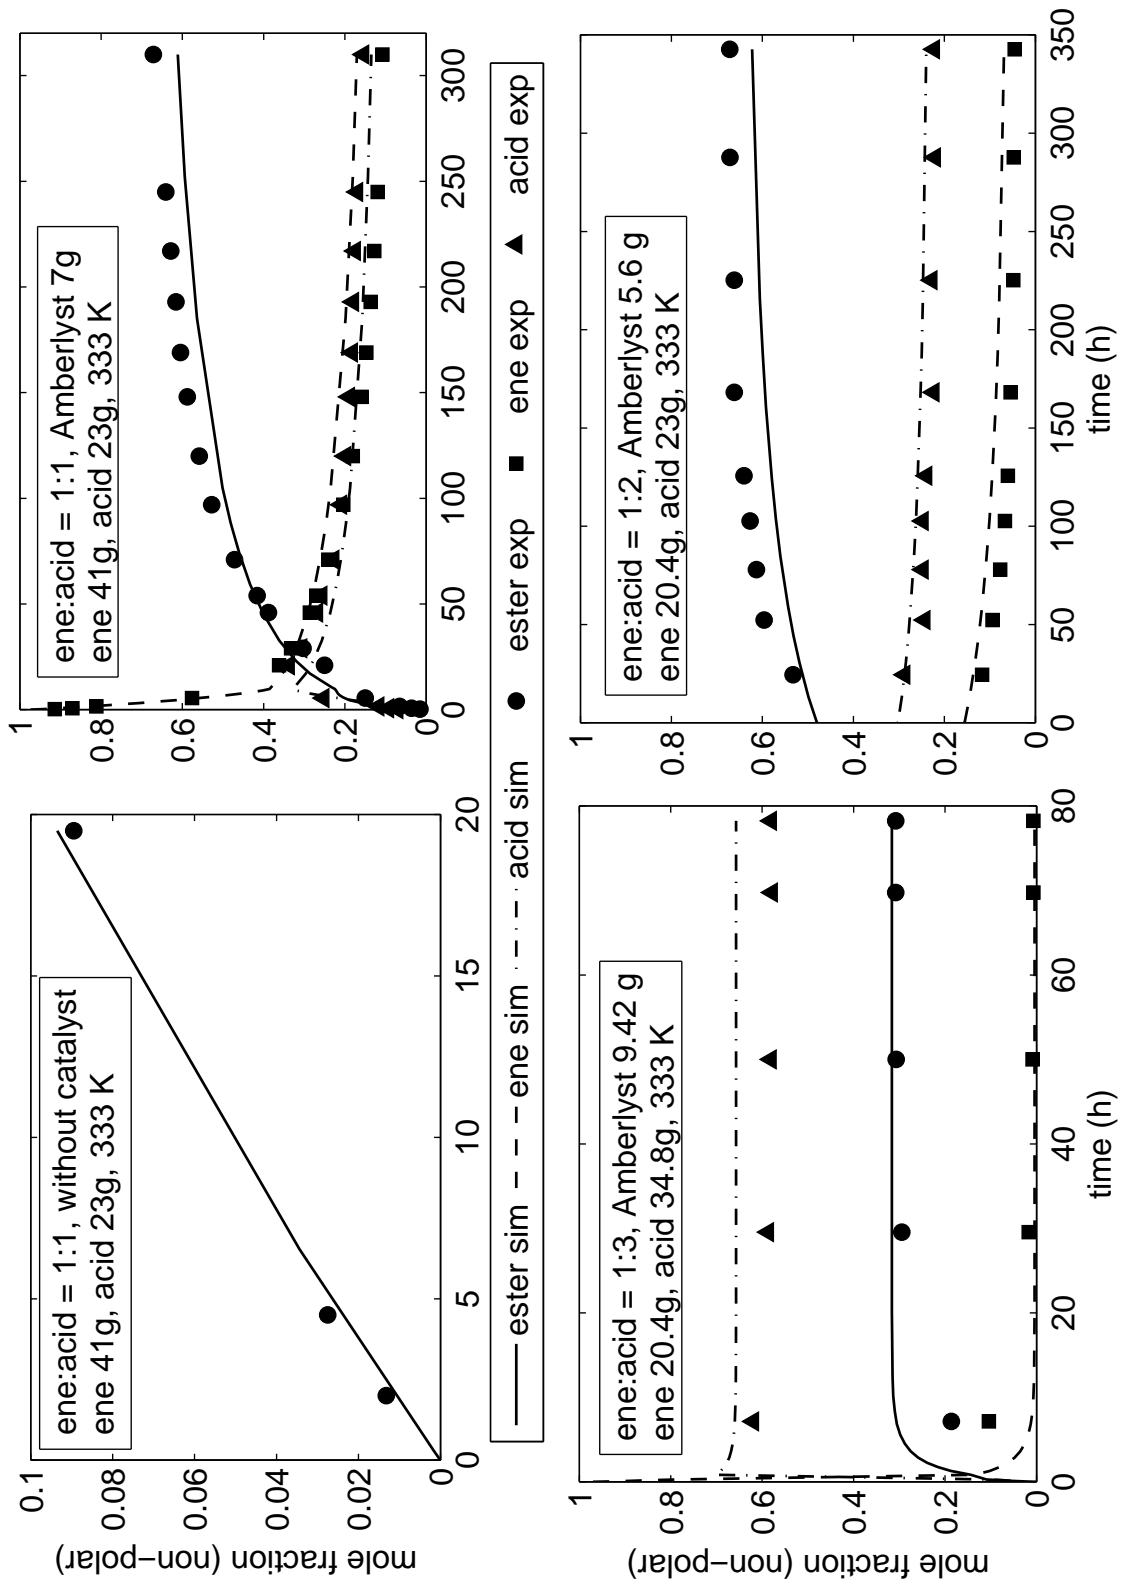 ene:acid = 1:1, without catalyst
ene 41g, acid 23g, 333 K
0.1
0.08
0.06
0.04
0.02
0
0
5
10
15
20
mole fraction (non−polar)
ene:acid = 1:1, Amberlyst 7g
ene 41g, acid 23g, 333 K
1
0.8
0.6
0.4
0.2
0
0
50
100
150
200
250
300
ester sim
ene sim
acid sim
ester exp
ene exp
acid exp
ene:acid = 1:3, Amberlyst 9.42 g
ene 20.4g, acid 34.8g, 333 K
1
0.8
0.6
0.4
0.2
0
0
20
40
60
80
mole fraction (non−polar)
time (h)
ene:acid = 1:2, Amberlyst 5.6 g
ene 20.4g, acid 23g, 333 K
1
0.8
0.6
0.4
0.2
0
0
50
100
150
200
250
300
350
time (h)